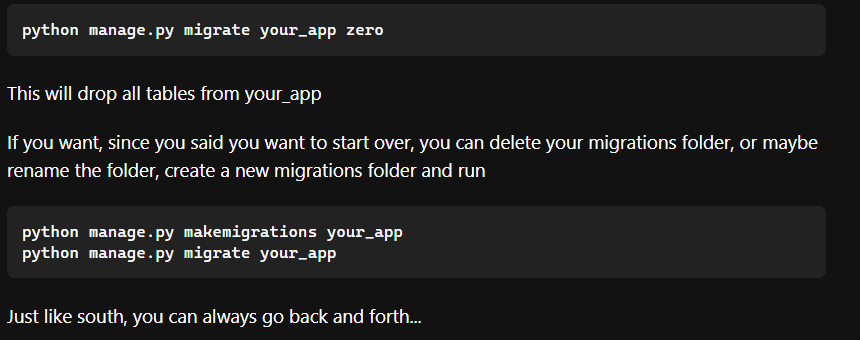 python manage.py migrate your_app zero
This will drop all tables from your_app
If you want, since you said you want to start over, you can delete your migrations folder, or maybe
rename the folder, create a new migrations folder and run
python manage.py makemigrations your_app
python manage.py migrate your_app
Just like south, you can always go back and forth...